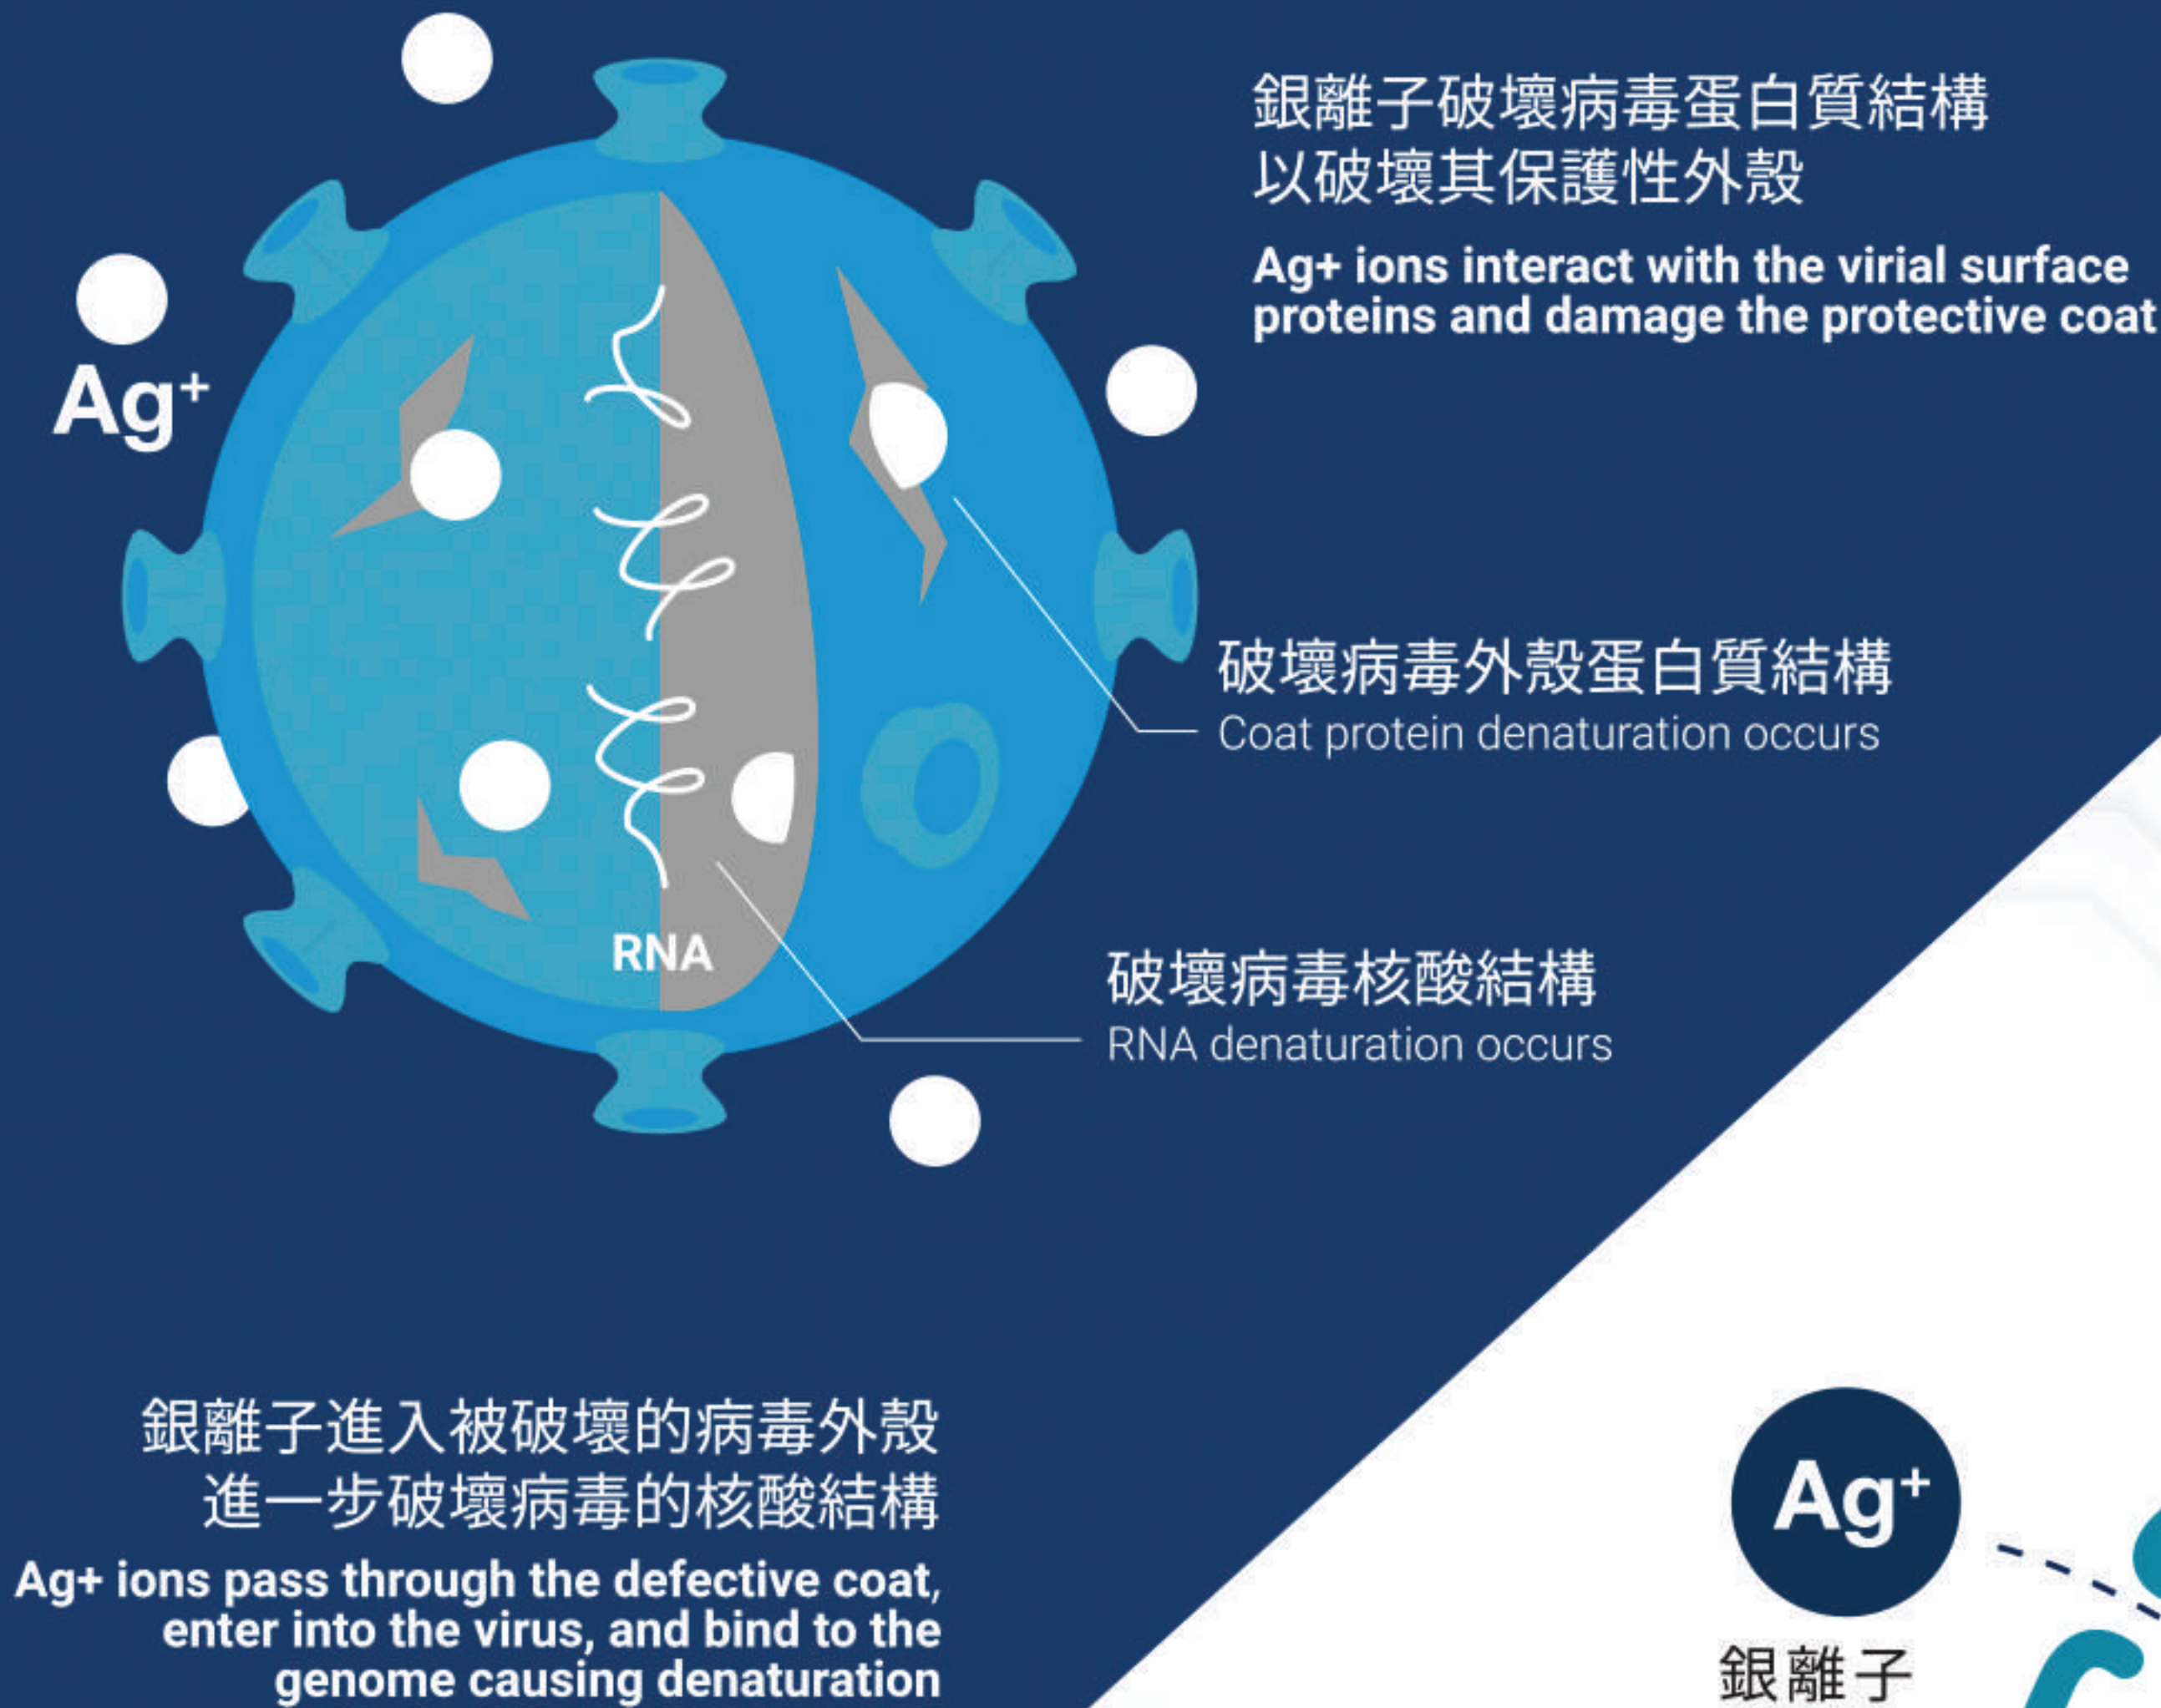 銀離子破壞病毒蛋白質結構
以破壞其保護性外殼
Ag+ ions interact with the virial surface
proteins and damage the protective coat
Ag⁺
破壞病毒外殼蛋白質結構
Coat protein denaturation occurs
RNA
破壞病毒核酸結構
RNA denaturation occurs
銀離子進入被破壞的病毒外殼
進一步破壞病毒的核酸結構
Ag+ ions pass through the defective coat,
enter into the virus, and bind to the
genome causing denaturation
Ag⁺
銀離子